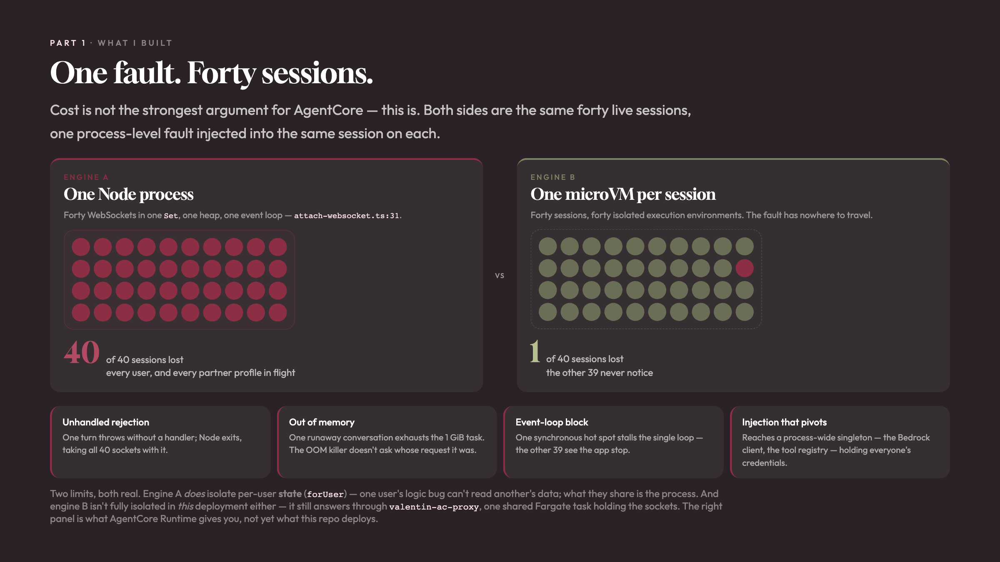 PART 1 · WHAT I BUILT
One fault. Forty sessions.
Cost is not the strongest argument for AgentCore — this is. Both sides are the same forty live sessions,
one process-level fault injected into the same session on each.
ENGINE A
One Node process
Forty WebSockets in one Set, one heap, one event loop — attach-websocket.ts:31.
40
of 40 sessions lost
every user, and every partner profile in flight
VS
ENGINE B
One microVM per session
Forty sessions, forty isolated execution environments. The fault has nowhere to travel.
1
of 40 sessions lost
the other 39 never notice
Unhandled rejection
One turn throws without a handler; Node exits,
taking all 40 sockets with it.
Out of memory
One runaway conversation exhausts the 1 GiB task.
The OOM killer doesn't ask whose request it was.
Event-loop block
One synchronous hot spot stalls the single loop —
the other 39 see the app stop.
Injection that pivots
Reaches a process-wide singleton — the Bedrock
client, the tool registry — holding everyone's
credentials.
Two limits, both real. Engine A does isolate per-user state (forUser) — one user's logic bug can't read another's data; what they share is the process. And
engine B isn't fully isolated in this deployment either — it still answers through valentin-ac-proxy, one shared Fargate task holding the sockets. The right
panel is what AgentCore Runtime gives you, not yet what this repo deploys.